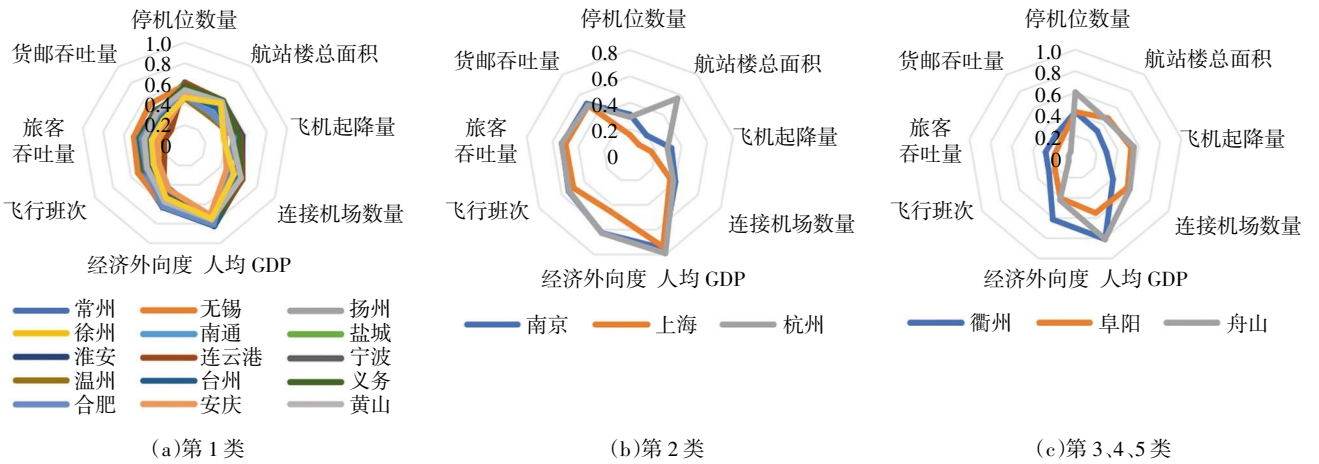 停机位数量
1.0
0.8
0.6
0.4
0.2
0
航站楼总面积
飞机起降量
连接机场数量
人均 GDP
经济外向度
飞行班次
旅客
吞吐量
货邮吞吐量
常州 无锡 扬州
徐州 南通 盐城
淮安 连云港 宁波
温州 台州 义务
合肥 安庆 黄山
(a)第 1 类
停机位数量
0.8
0.6
0.4
0.2
0
航站楼总面积
飞机起降量
连接机场数量
人均 GDP
经济外向度
飞行班次
旅客
吞吐量
货邮吞吐量
南京 上海 杭州
(b)第 2 类
停机位数量
1.0
0.8
0.6
0.4
0.2
0
航站楼总面积
飞机起降量
连接机场数量
人均 GDP
经济外向度
飞行班次
旅客
吞吐量
货邮吞吐量
衢州 阜阳 舟山
(c)第 3、4、5 类